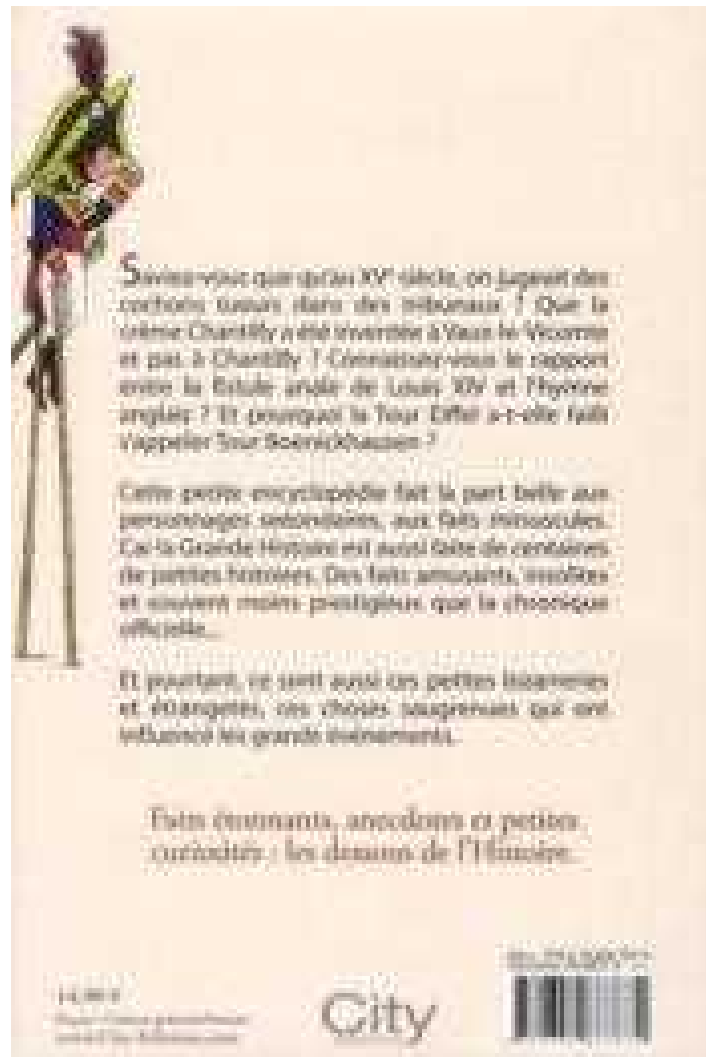 Saviez-vous que qu'au XVe siècle, on jugeait des
cochons tueurs dans des tribunaux ? Que la
crème Chantilly a été inventée à Vaux-le-Vicomte
et pas à Chantilly ? Connaissez-vous le rapport
entre la fistule anale de Louis XIV et l'hymne
anglais ? Et pourquoi la Tour Eiffel a-t-elle failli
s'appeler Tour Boenickhausen ?
Cette petite encyclopédie fait la part belle aux
personnages secondaires, aux faits minuscules.
Car la Grande Histoire est aussi faite de centaines
de petites histoires. Des faits amusants, insolites
et souvent moins prestigieux que la chronique
officielle...
Et pourtant, ce sont aussi ces petites bizarreries
et étrangetés, ces choses saugrenues qui ont
influencé les grands événements.
Faits étonnants, anecdotes et petites
curiosités : les dessous de l'Histoire.
City